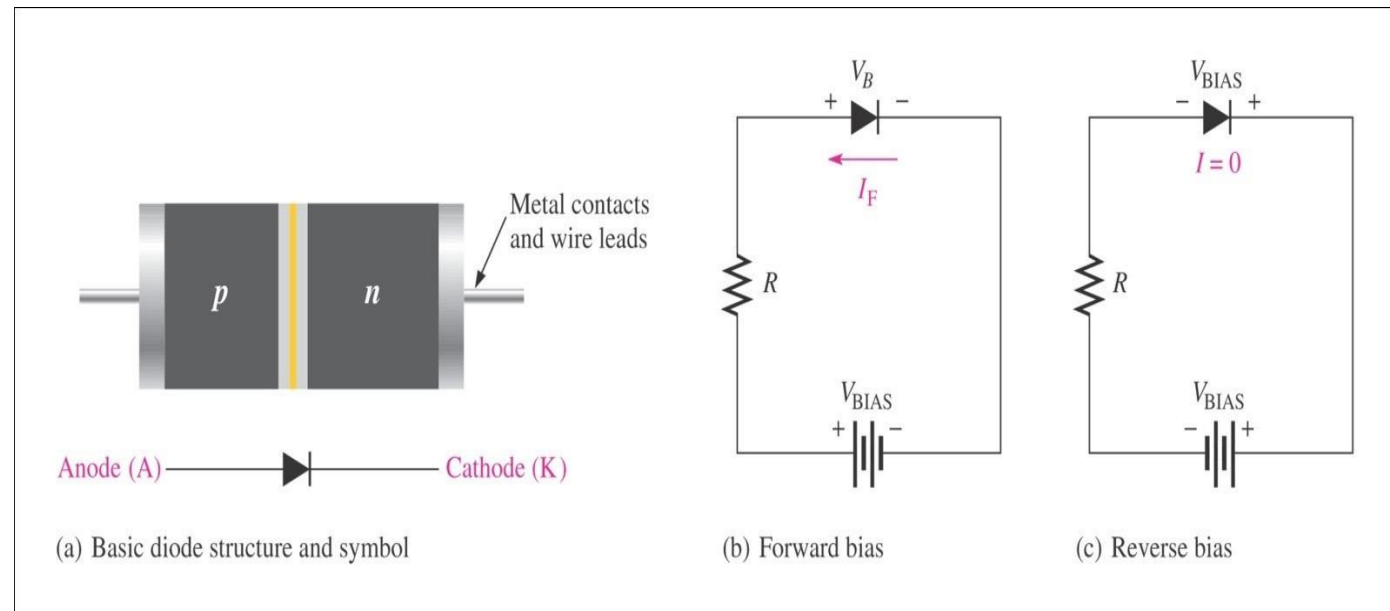 p
n
Metal contacts
and wire leads
Anode (A)
Cathode (K)
(a) Basic diode structure and symbol
V_B
+ −
I_F
R
V_BIAS
+ −
(b) Forward bias
V_BIAS
− +
I = 0
R
V_BIAS
− +
(c) Reverse bias